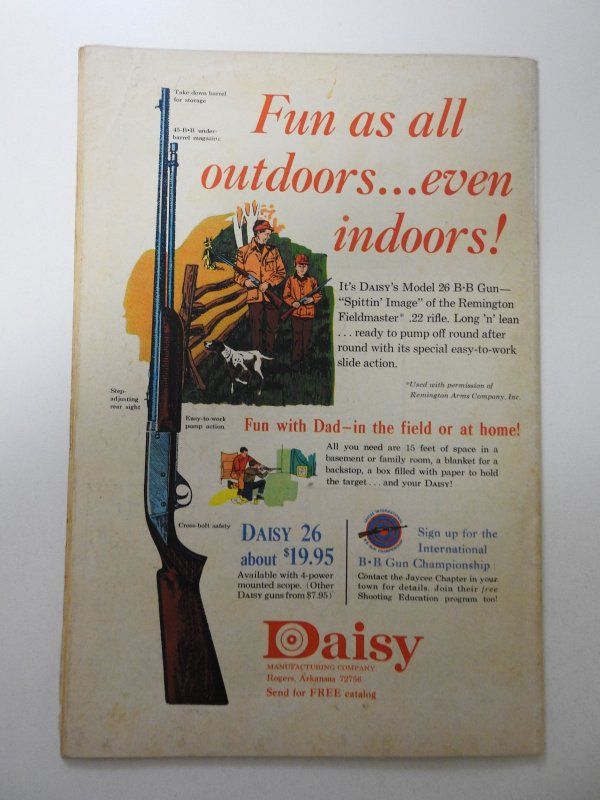 Take-down barrel
for storage
45-B•B under-
barrel magazine
Fun as all
outdoors...even
indoors!
It's DAISY's Model 26 B•B Gun—
"Spittin' Image" of the Remington
Fieldmaster* .22 rifle. Long 'n' lean
... ready to pump off round after
round with its special easy-to-work
slide action.
*Used with permission of
Remington Arms Company, Inc.
Step-
adjusting
rear sight
Easy-to-work
pump action
Fun with Dad—in the field or at home!
All you need are 15 feet of space in a
basement or family room, a blanket for a
backstop, a box filled with paper to hold
the target . . . and your DAISY!
Cross-bolt safety
DAISY 26
about $19.95
Available with 4-power
mounted scope. (Other
DAISY guns from $7.95)
Sign up for the
International
B•B Gun Championship
Contact the Jaycee Chapter in your
town for details. Join their free
Shooting Education program too!
Daisy
MANUFACTURING COMPANY
Rogers, Arkansas 72756
Send for FREE catalog